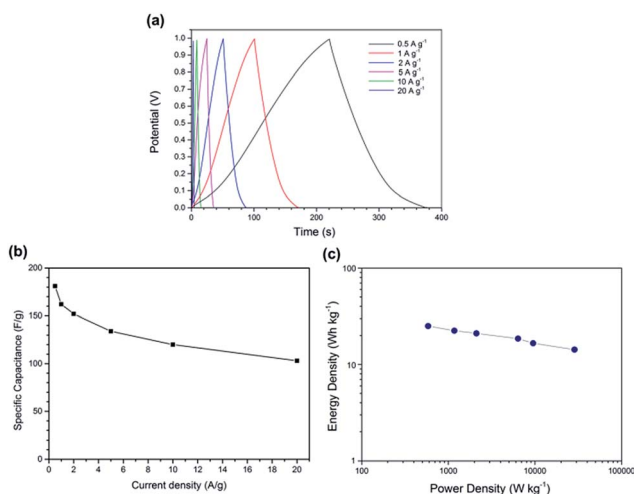 (a)
1.0
0.9
0.8
0.7
0.6
0.5
0.4
0.3
0.2
0.1
0.0
Potential (V)
0.5 A g⁻¹
1 A g⁻¹
2 A g⁻¹
5 A g⁻¹
10 A g⁻¹
20 A g⁻¹
0 100 200 300 400
Time (s)
(b)
200
150
100
50
0
Specific Capacitance (F/g)
0 2 4 6 8 10 12 14 16 18 20
Current density (A/g)
(c)
100
10
1
Energy Density (Wh kg⁻¹)
100 1000 10000 100000
Power Density (W kg⁻¹)